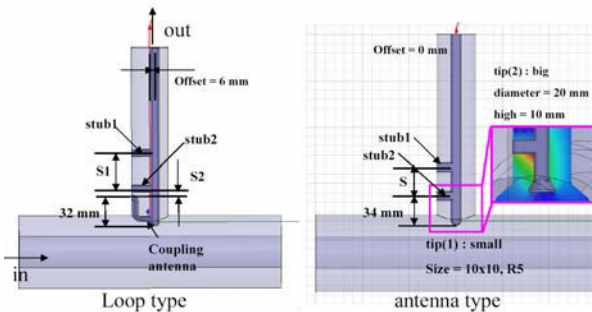 out
Offset = 6 mm
stub1
stub2
S1
S2
32 mm
Coupling
antenna
in
Loop type
Offset = 0 mm
tip(2) : big
diameter = 20 mm
high = 10 mm
stub1
stub2
S
34 mm
tip(1) : small
Size = 10x10, R5
antenna type